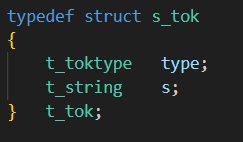 typedef struct s_tok
{
    t_toktype   type;
    t_string    s;
}   t_tok;